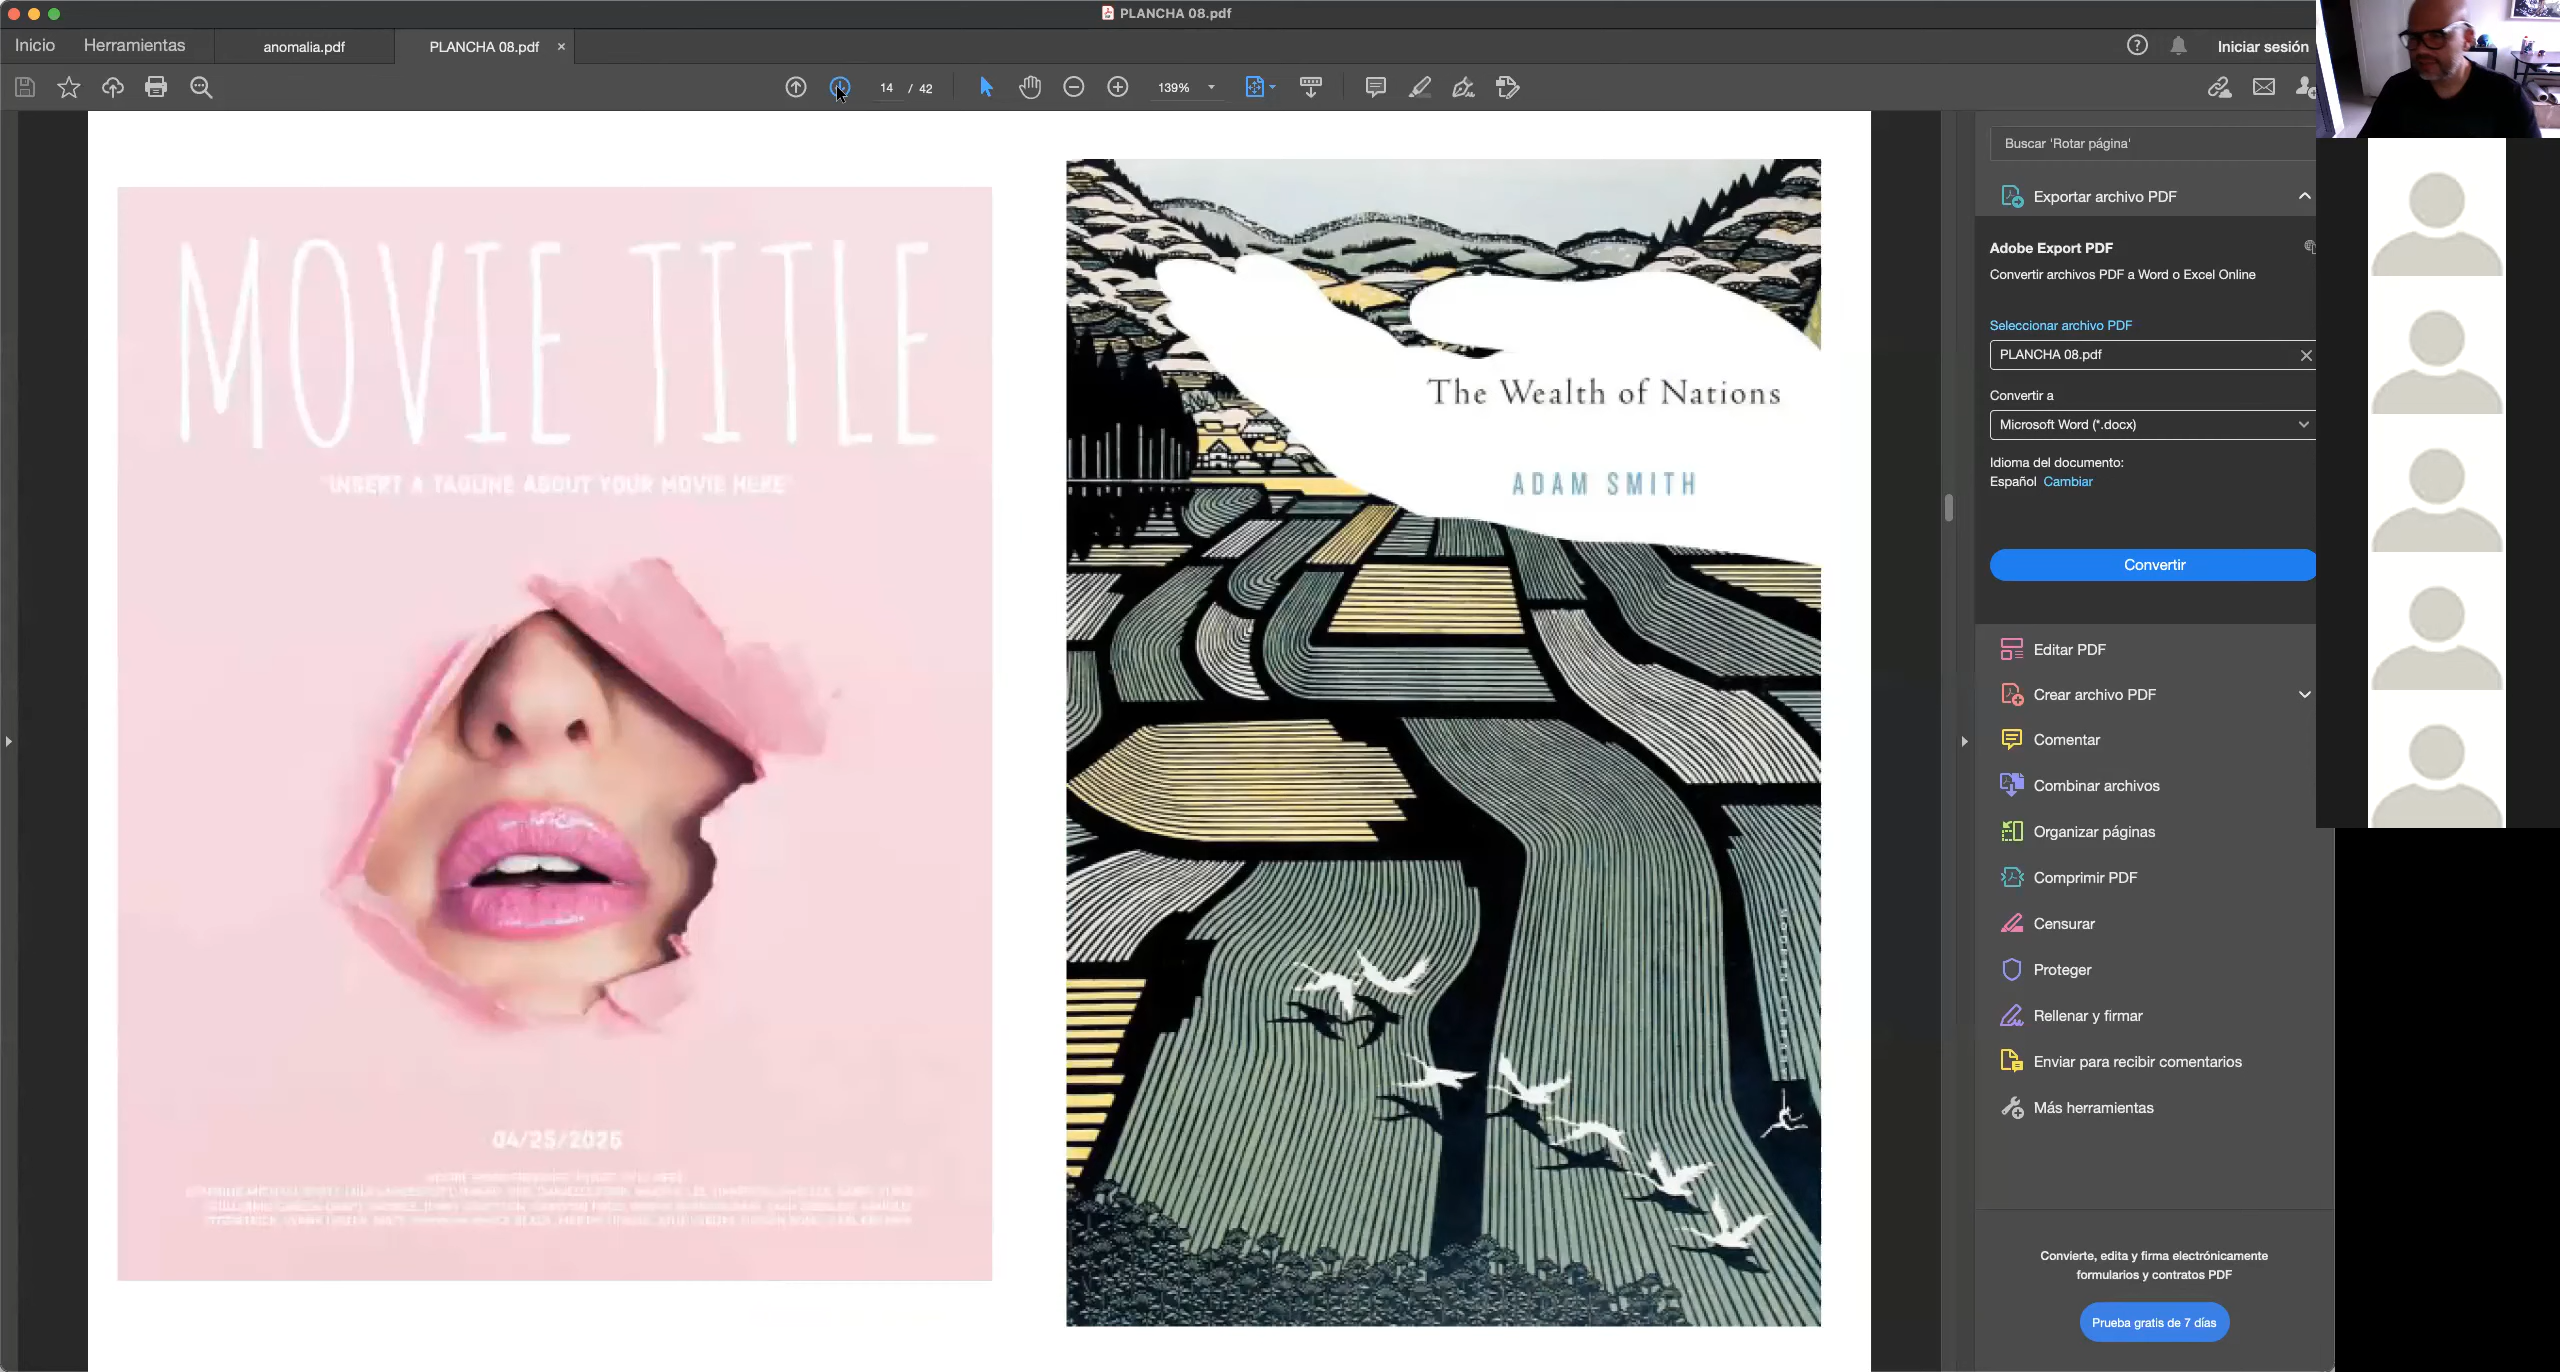 PLANCHA 08.pdf
Inicio
Herramientas
anomalia.pdf
PLANCHA 08.pdf
Iniciar sesión
14 / 42
139%
MOVIE TITLE
"INSERT A TAGLINE ABOUT YOUR MOVIE HERE"
04/25/2025
The Wealth of Nations
ADAM SMITH
MODERN LIBRARY
Buscar 'Rotar página'
Exportar archivo PDF
Adobe Export PDF
Convertir archivos PDF a Word o Excel Online
Seleccionar archivo PDF
PLANCHA 08.pdf
Convertir a
Microsoft Word (*.docx)
Idioma del documento:
Español Cambiar
Convertir
Editar PDF
Crear archivo PDF
Comentar
Combinar archivos
Organizar páginas
Comprimir PDF
Censurar
Proteger
Rellenar y firmar
Enviar para recibir comentarios
Más herramientas
Convierte, edita y firma electrónicamente
formularios y contratos PDF
Prueba gratis de 7 días